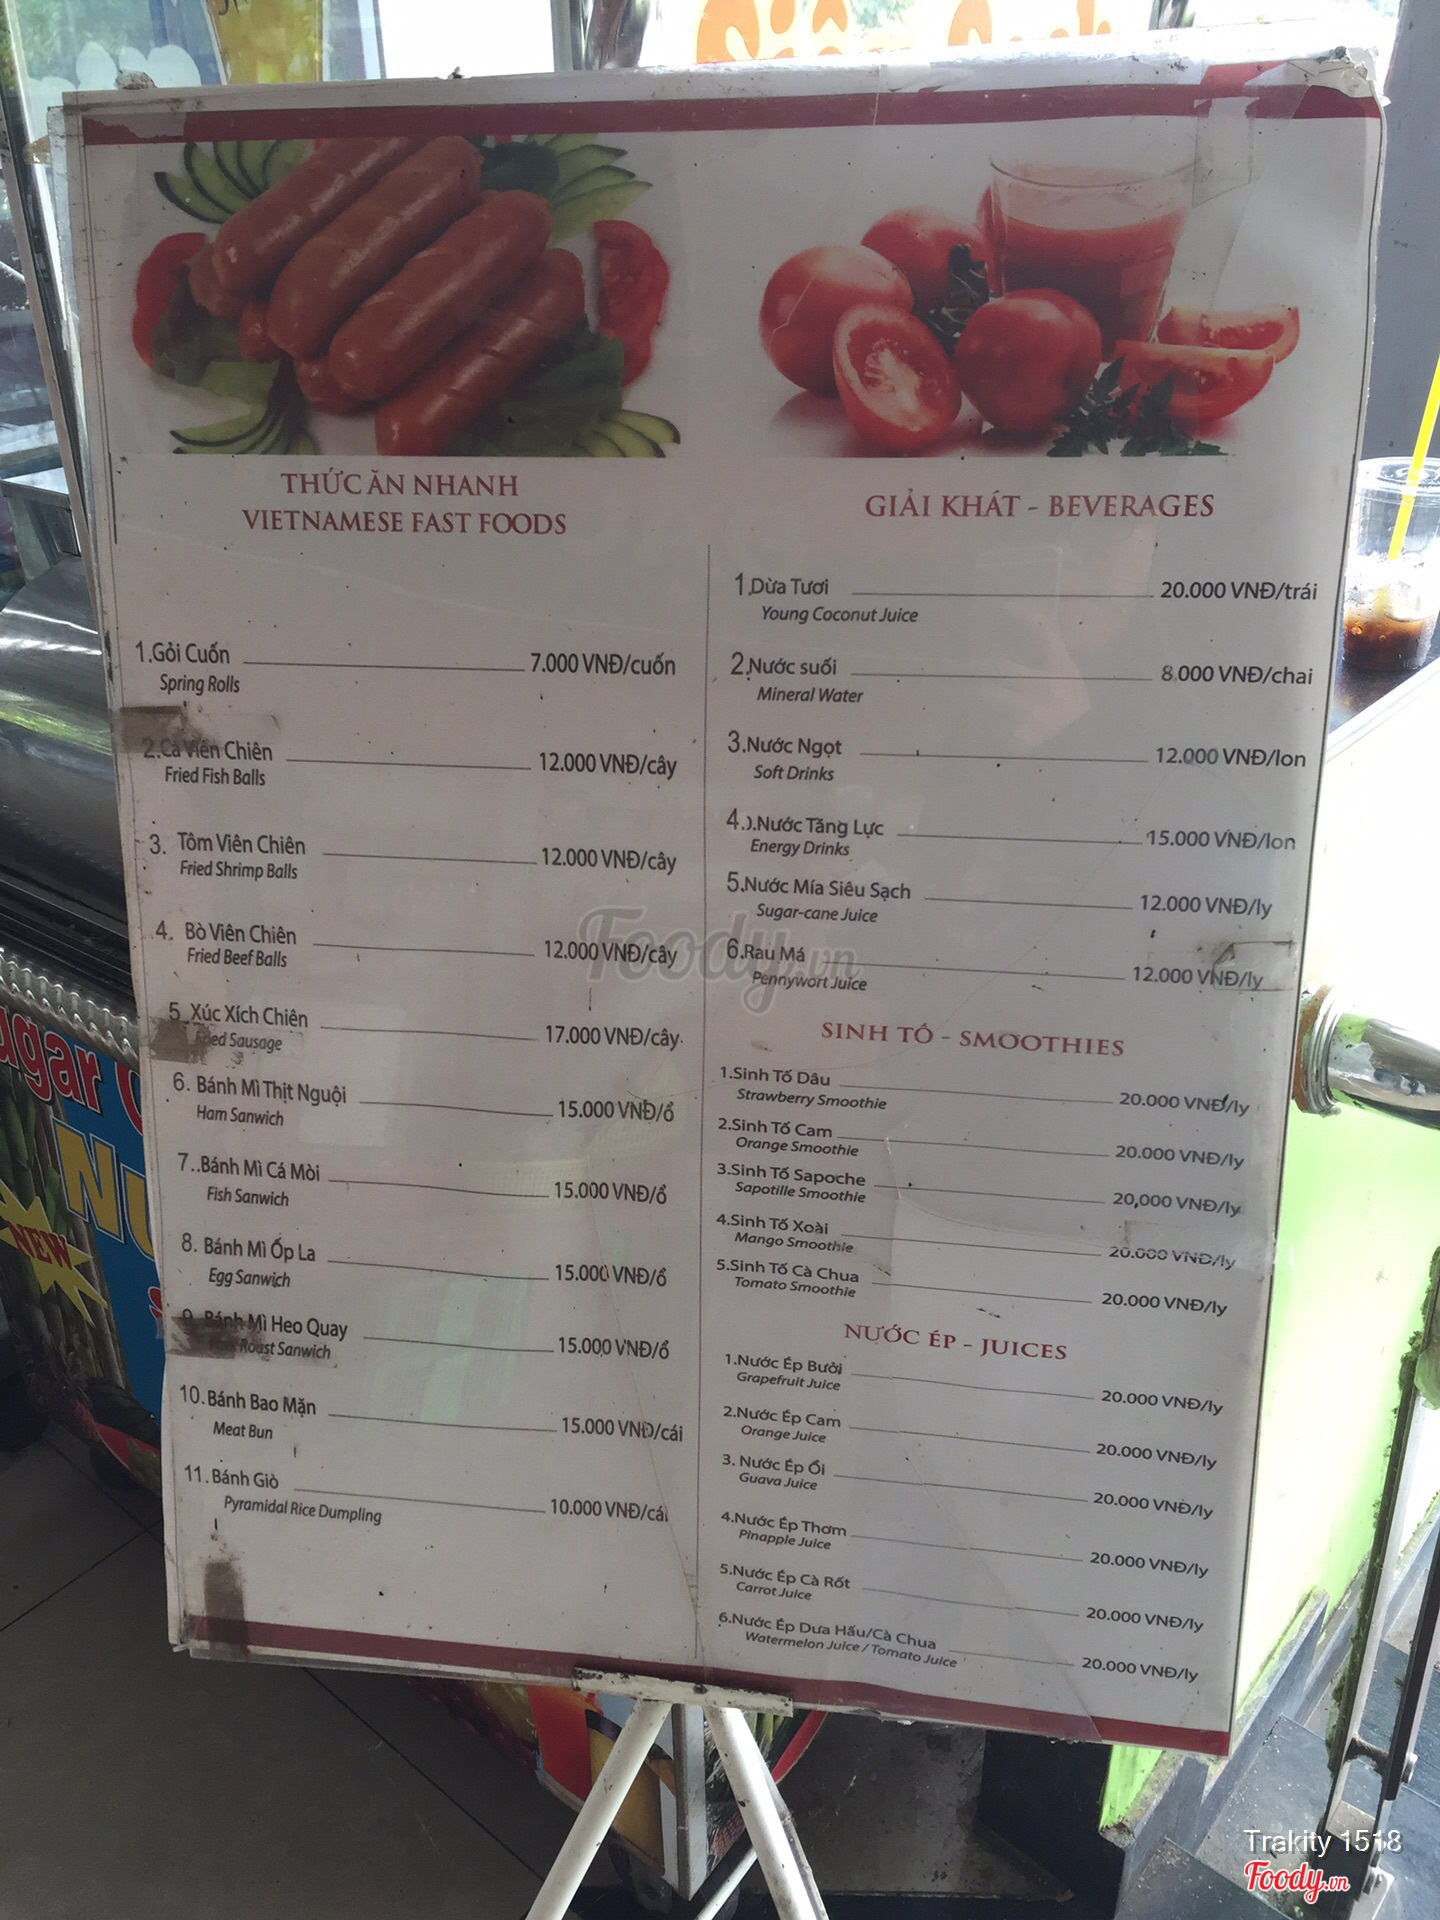 THỨC ĂN NHANH
VIETNAMESE FAST FOODS
1.Gỏi Cuốn 7.000 VNĐ/cuốn
Spring Rolls
2.Cá Viên Chiên 12.000 VNĐ/cây
Fried Fish Balls
3. Tôm Viên Chiên 12.000 VNĐ/cây
Fried Shrimp Balls
4. Bò Viên Chiên 12.000 VNĐ/cây
Fried Beef Balls
5. Xúc Xích Chiên 17.000 VNĐ/cây
Fried Sausage
6. Bánh Mì Thịt Nguội 15.000 VNĐ/ổ
Ham Sanwich
7..Bánh Mì Cá Mòi 15.000 VNĐ/ổ
Fish Sanwich
8. Bánh Mì Ốp La 15.000 VNĐ/ổ
Egg Sanwich
9. Bánh Mì Heo Quay 15.000 VNĐ/ổ
Roast Sanwich
10.Bánh Bao Mặn 15.000 VNĐ/cái
Meat Bun
11.Bánh Giò 10.000 VNĐ/cái
Pyramidal Rice Dumpling
GIẢI KHÁT - BEVERAGES
1.Dừa Tươi 20.000 VNĐ/trái
Young Coconut Juice
2.Nước suối 8.000 VNĐ/chai
Mineral Water
3.Nước Ngọt 12.000 VNĐ/lon
Soft Drinks
4.).Nước Tăng Lực 15.000 VNĐ/lon
Energy Drinks
5.Nước Mía Siêu Sạch 12.000 VNĐ/ly
Sugar-cane Juice
6.Rau Má 12.000 VNĐ/ly
Pennywort Juice
SINH TỐ - SMOOTHIES
1.Sinh Tố Dâu 20.000 VNĐ/ly
Strawberry Smoothie
2.Sinh Tố Cam 20.000 VNĐ/ly
Orange Smoothie
3.Sinh Tố Sapoche 20,000 VNĐ/ly
Sapotille Smoothie
4.Sinh Tố Xoài 20.000 VNĐ/ly
Mango Smoothie
5.Sinh Tố Cà Chua 20.000 VNĐ/ly
Tomato Smoothie
NƯỚC ÉP - JUICES
1.Nước Ép Bưởi 20.000 VNĐ/ly
Grapefruit Juice
2.Nước Ép Cam 20.000 VNĐ/ly
Orange Juice
3. Nước Ép Ổi 20.000 VNĐ/ly
Guava Juice
4.Nước Ép Thơm 20.000 VNĐ/ly
Pinapple Juice
5.Nước Ép Cà Rốt 20.000 VNĐ/ly
Carrot Juice
6.Nước Ép Dưa Hấu/Cà Chua 20.000 VNĐ/ly
Watermelon Juice / Tomato Juice
NEW
Foody.vn
Trakity 1518
Foody.vn